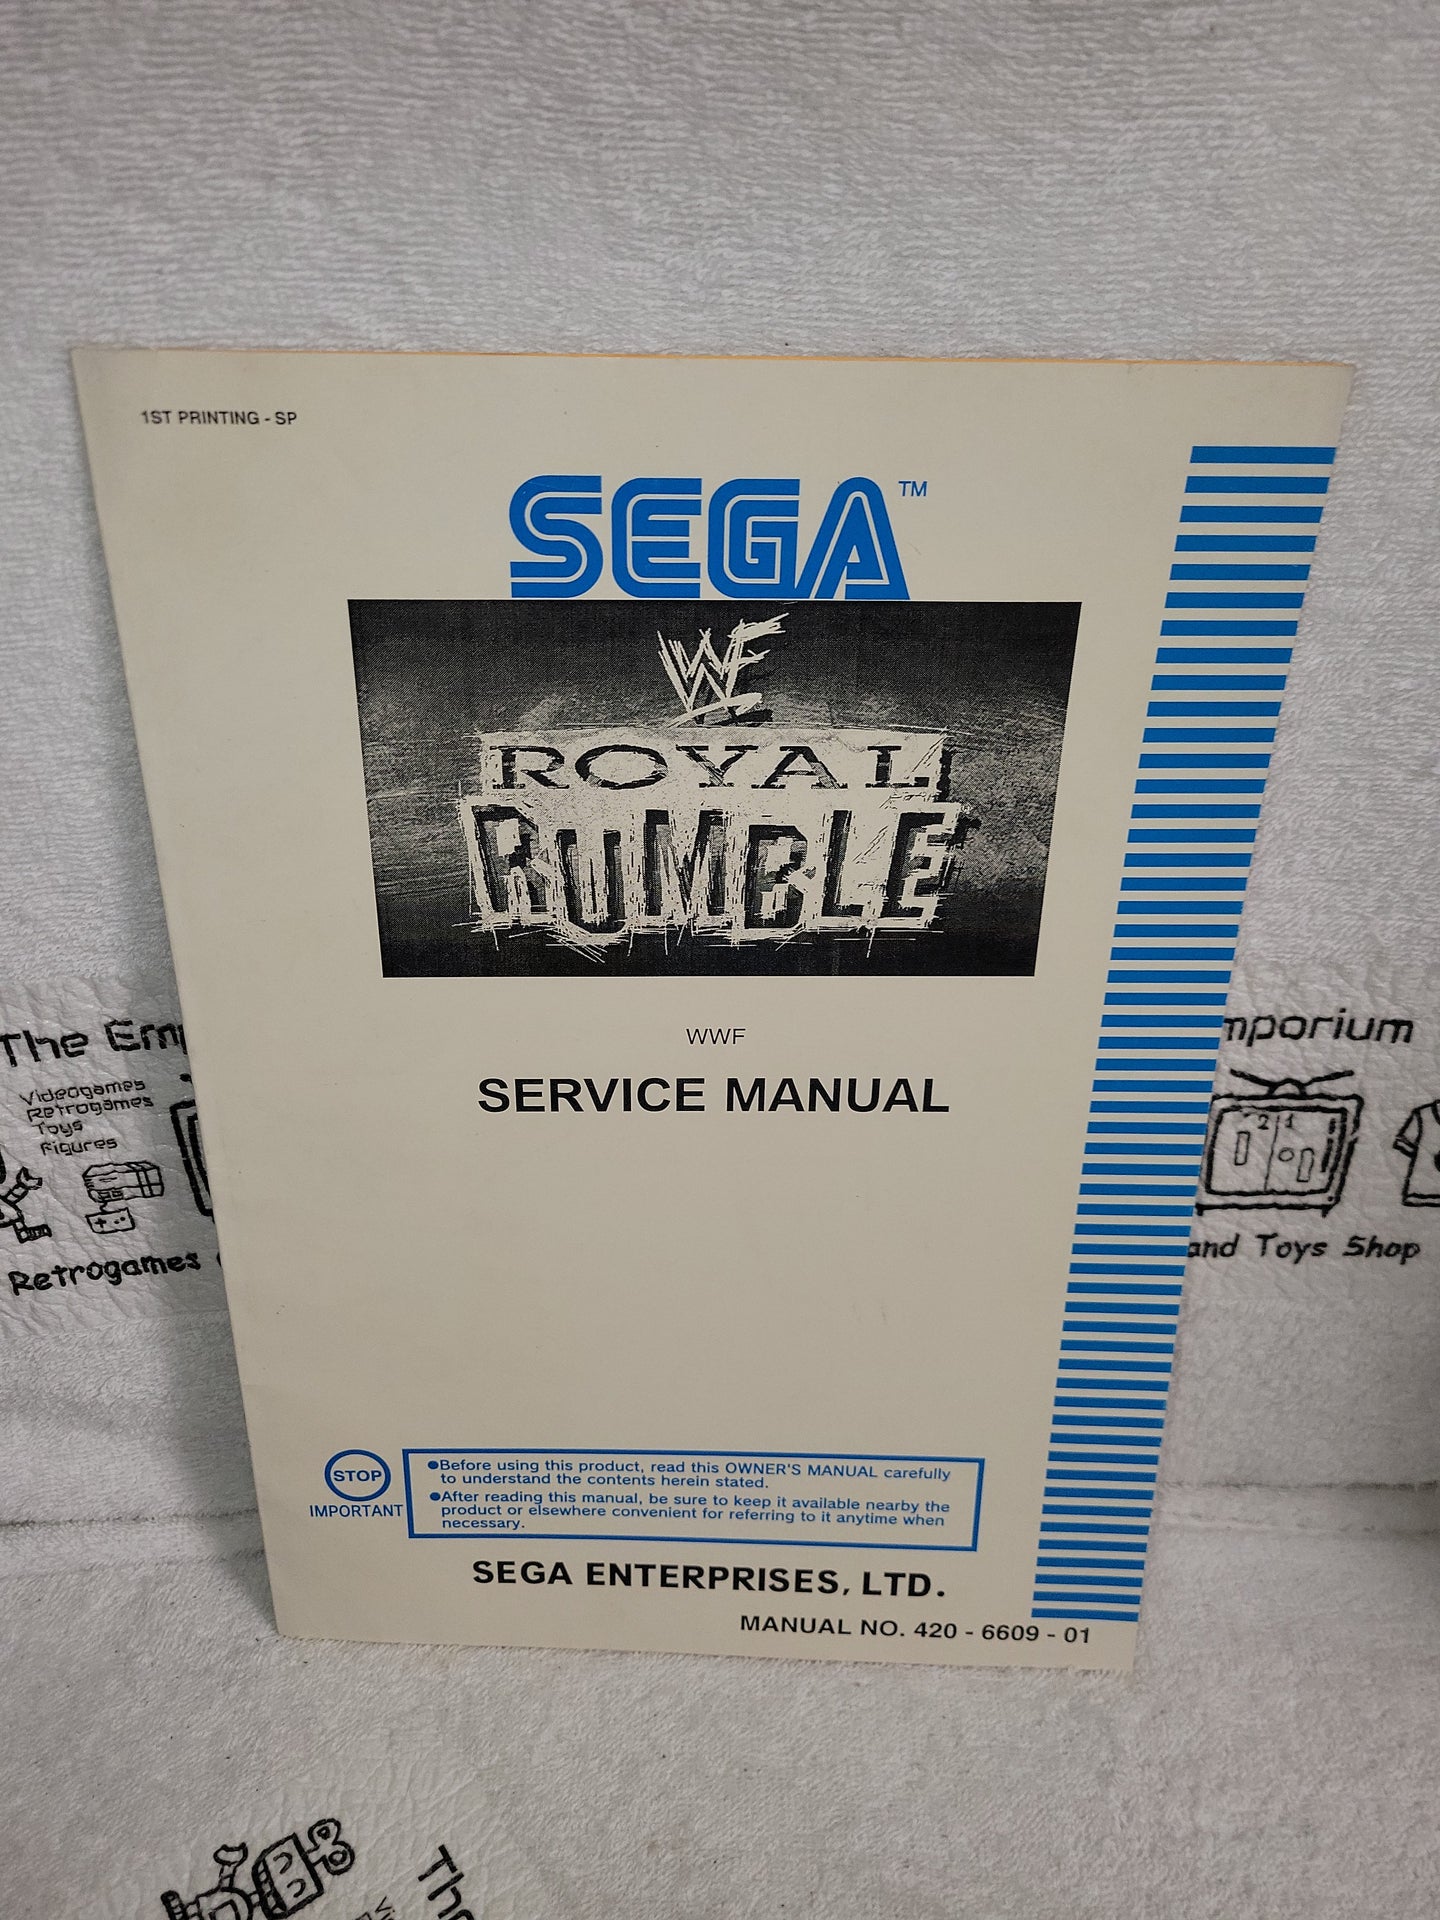 1ST PRINTING - SP
SEGA™
WWF
ROYAL
RUMBLE
WWF
SERVICE MANUAL
The
Videogames
Retrogames
Toys
Figures
Retrogames
mporium
2 1
and Toys Shop
STOP
IMPORTANT
●Before using this product, read this OWNER'S MANUAL carefully
to understand the contents herein stated.
●After reading this manual, be sure to keep it available nearby the
product or elsewhere convenient for referring to it anytime when
necessary.
SEGA ENTERPRISES, LTD.
MANUAL NO. 420 - 6609 - 01
The